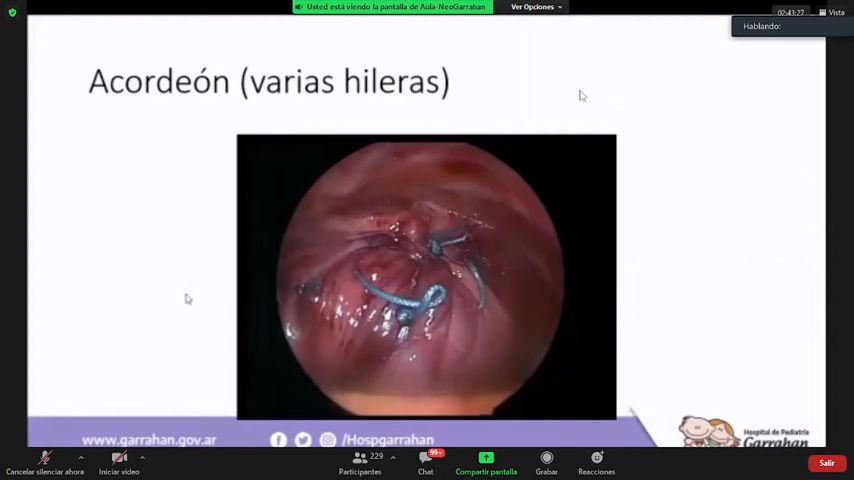 Usted está viendo la pantalla de Aula-NeoGarrahan
Ver Opciones
02:43:27
Vista
Hablando:
Acordeón (varias hileras)
www.garrahan.gov.ar
/Hospgarrahan
Hospital de Pediatría
Garrahan
99+
229
Cancelar silenciar ahora
Iniciar video
Participantes
Chat
Compartir pantalla
Grabar
Reacciones
Salir